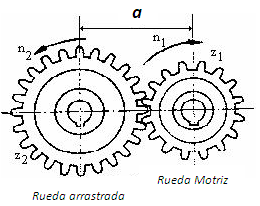 a
n₂
n₁
z₁
z₂
Rueda Motriz
Rueda arrastrada